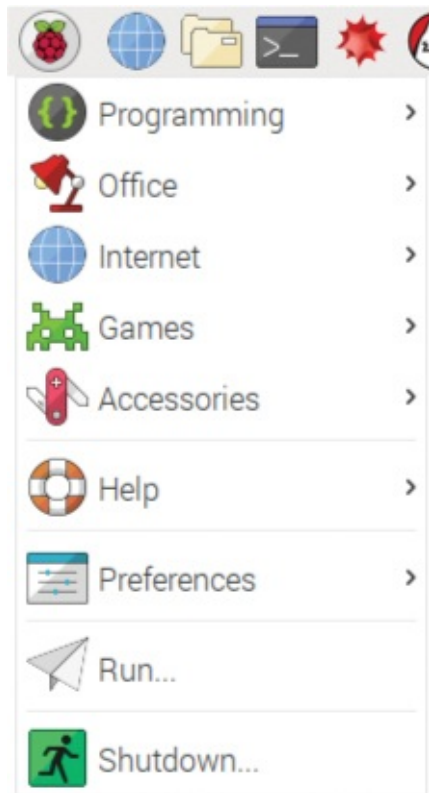 Programming
Office
Internet
Games
Accessories
Help
Preferences
Run...
Shutdown...